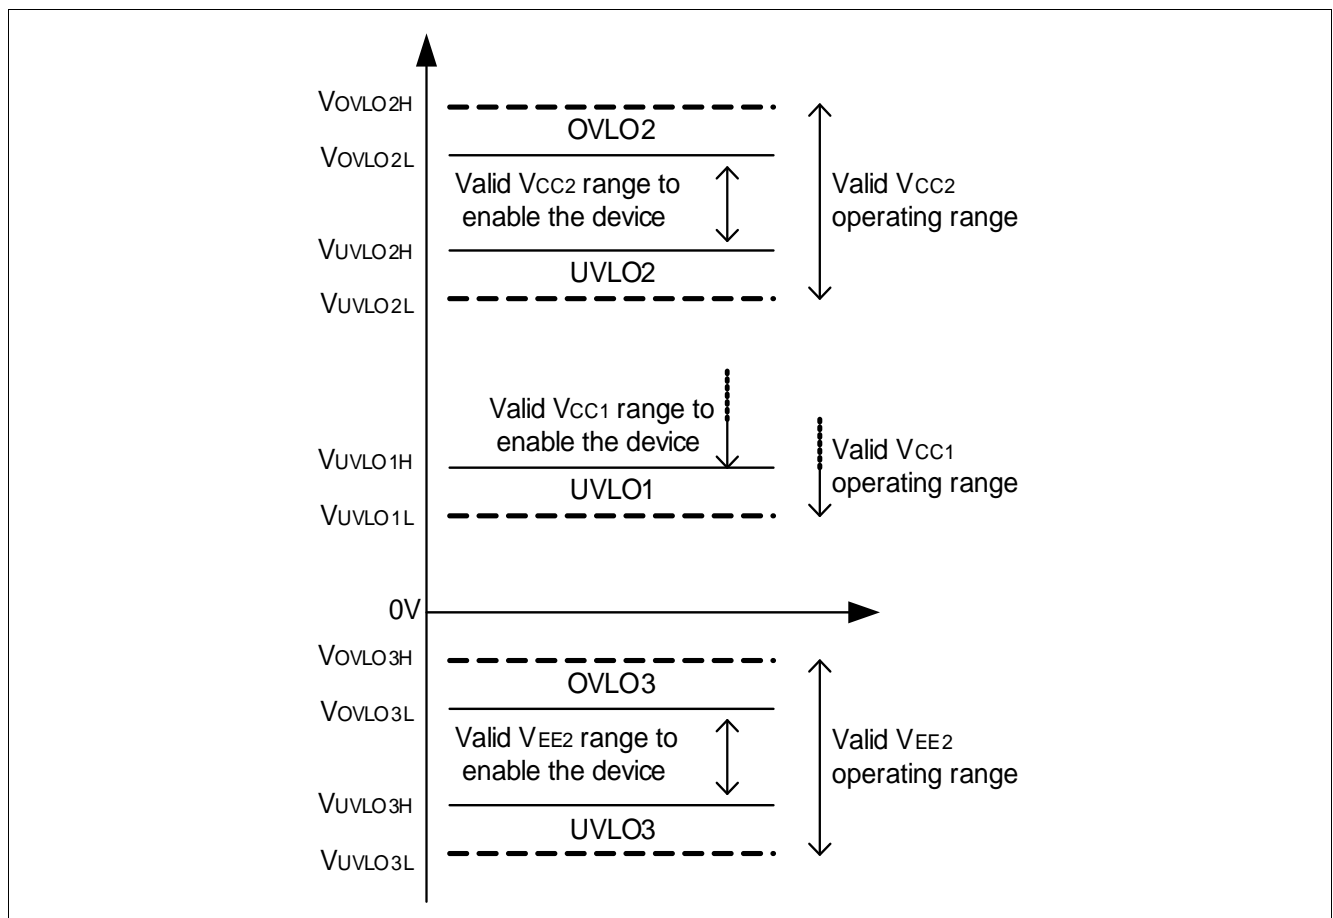 VOVLO2H
OVLO2
VOVLO2L
Valid VCC2 range to
enable the device
Valid VCC2
operating range
VUVLO2H
UVLO2
VUVLO2L
Valid VCC1 range to
enable the device
Valid VCC1
operating range
VUVLO1H
UVLO1
VUVLO1L
0V
VOVLO3H
OVLO3
VOVLO3L
Valid VEE2 range to
enable the device
Valid VEE2
operating range
VUVLO3H
UVLO3
VUVLO3L